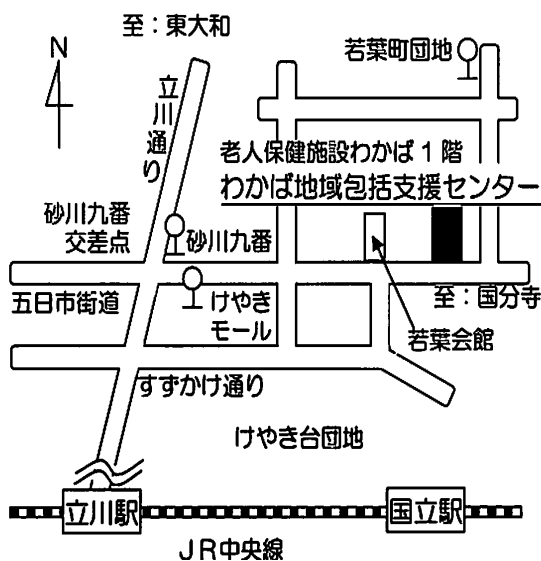 至：東大和
N
若葉町団地
立川通り
老人保健施設わかば１階
わかば地域包括支援センター
砂川九番
交差点
砂川九番
五日市街道
けやき
モール
至：国分寺
若葉会館
すずかけ通り
けやき台団地
立川駅
国立駅
ＪＲ中央線